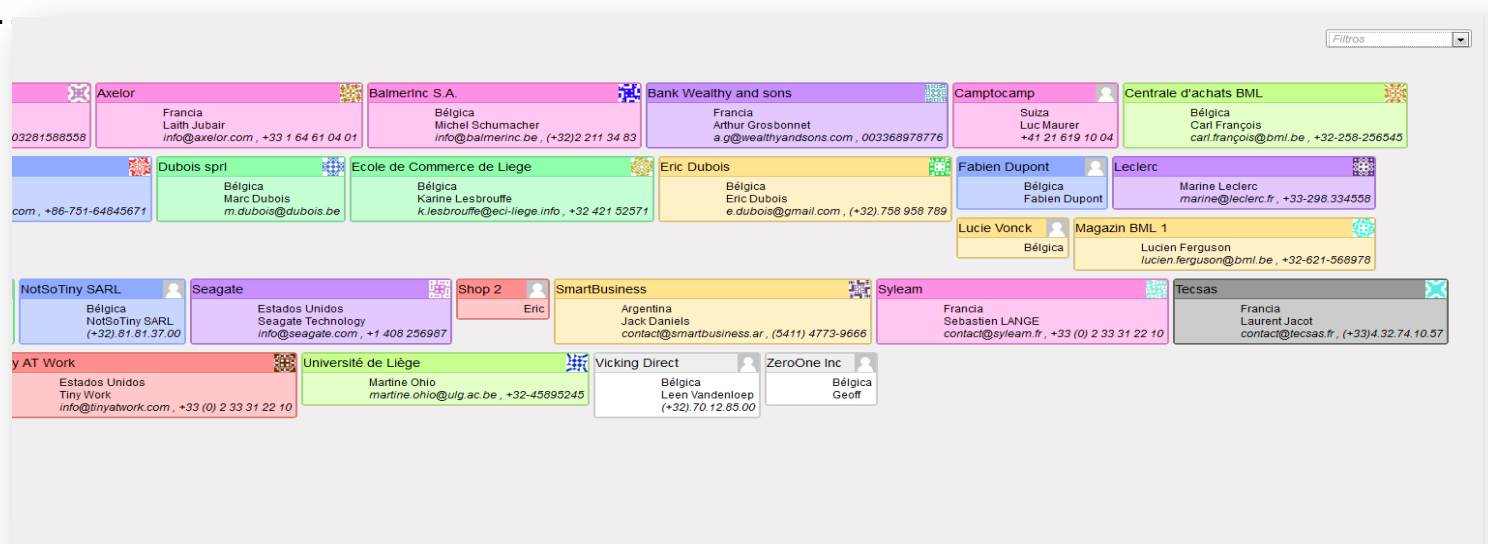 Filtros
03281588558
Axelor
Francia
Laith Jubair
info@axelor.com , +33 1 64 61 04 01
BalmerInc S.A.
Bélgica
Michel Schumacher
info@balmerinc.be , (+32)2 211 34 83
Bank Wealthy and sons
Francia
Arthur Grosbonnet
a.g@wealthyandsons.com , 003368978776
Camptocamp
Suiza
Luc Maurer
+41 21 619 10 04
Centrale d'achats BML
Bélgica
Carl François
carl.françois@bml.be , +32-258-256545
com , +86-751-64845671
Dubois sprl
Bélgica
Marc Dubois
m.dubois@dubois.be
Ecole de Commerce de Liege
Bélgica
Karine Lesbrouffe
k.lesbrouffe@eci-liege.info , +32 421 52571
Eric Dubois
Bélgica
Eric Dubois
e.dubois@gmail.com , (+32).758 958 789
Fabien Dupont
Bélgica
Fabien Dupont
Leclerc
Marine Leclerc
marine@leclerc.fr , +33-298.334558
Lucie Vonck
Bélgica
Magazin BML 1
Lucien Ferguson
lucien.ferguson@bml.be , +32-621-568978
NotSoTiny SARL
Bélgica
NotSoTiny SARL
(+32).81.81.37.00
Seagate
Estados Unidos
Seagate Technology
info@seagate.com , +1 408 256987
Shop 2
Eric
SmartBusiness
Argentina
Jack Daniels
contact@smartbusiness.ar , (5411) 4773-9666
Syleam
Francia
Sebastien LANGE
contact@syleam.fr , +33 (0) 2 33 31 22 10
Tecsas
Francia
Laurent Jacot
contact@tecsas.fr , (+33)4.32.74.10.57
y AT Work
Estados Unidos
Tiny Work
info@tinyatwork.com , +33 (0) 2 33 31 22 10
Université de Liège
Martine Ohio
martine.ohio@ulg.ac.be , +32-45895245
Vicking Direct
Bélgica
Leen Vandenloep
(+32).70.12.85.00
ZeroOne Inc
Bélgica
Geoff